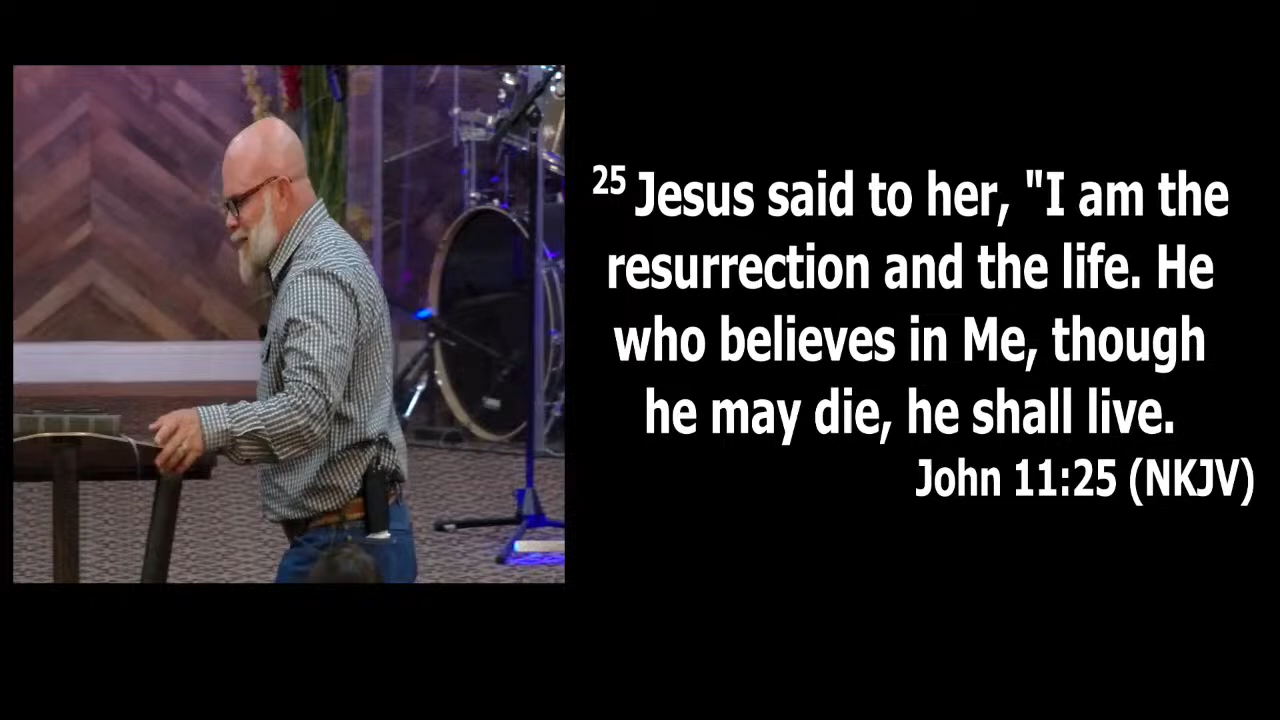 25 Jesus said to her, "I am the
resurrection and the life. He
who believes in Me, though
he may die, he shall live.
John 11:25 (NKJV)